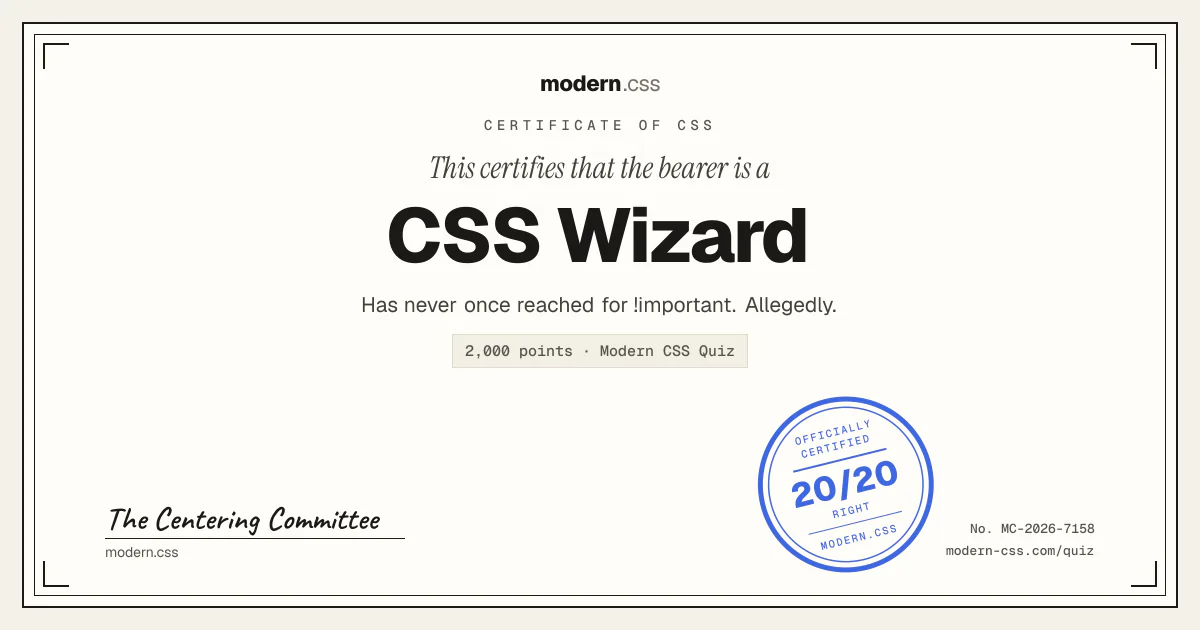 modern.css
CERTIFICATE OF CSS
This certifies that the bearer is a
CSS Wizard
Has never once reached for !important. Allegedly.
2,000 points · Modern CSS Quiz
OFFICIALLY
CERTIFIED
20/20
RIGHT
MODERN.CSS
The Centering Committee
modern.css
No. MC-2026-7158
modern-css.com/quiz